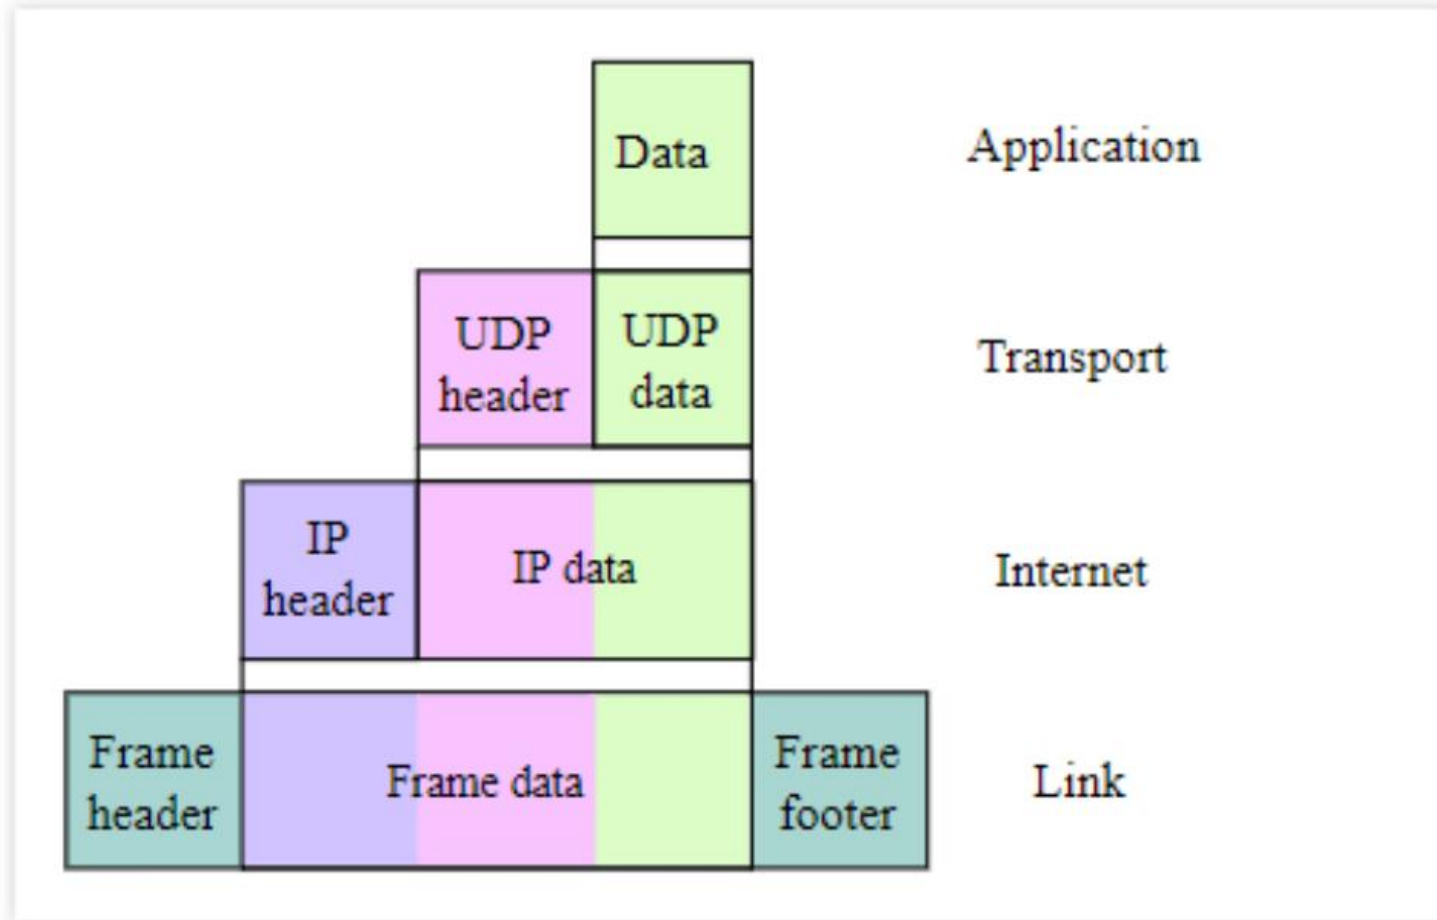 Data
Application
UDP
header
UDP
data
Transport
IP
header
IP data
Internet
Frame
header
Frame data
Frame
footer
Link